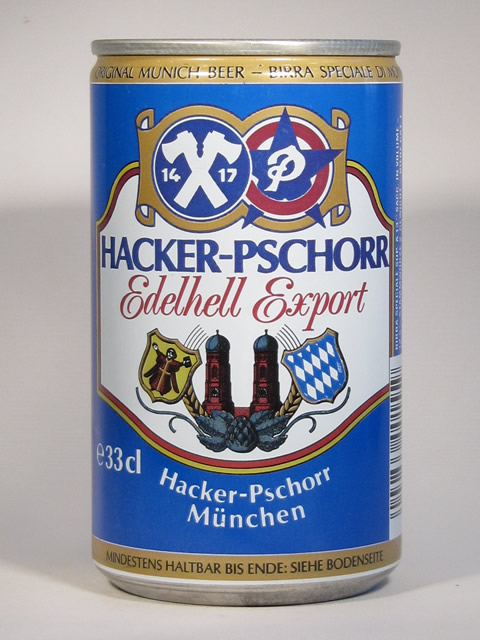 ORIGINAL MUNICH BEER – BIRRA SPECIALE DI
14 17
P
HACKER-PSCHORR
Edelhell Export
e33cl
Hacker-Pschorr
München
MINDESTENS HALTBAR BIS ENDE: SIEHE BODENSEITE